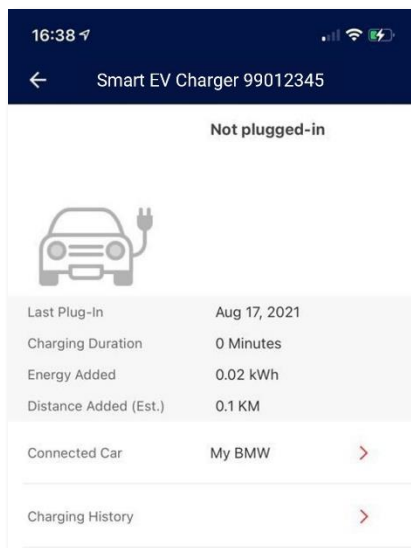 16:38
Smart EV Charger 99012345
Not plugged-in
Last Plug-In Aug 17, 2021
Charging Duration 0 Minutes
Energy Added 0.02 kWh
Distance Added (Est.) 0.1 KM
Connected Car My BMW
Charging History